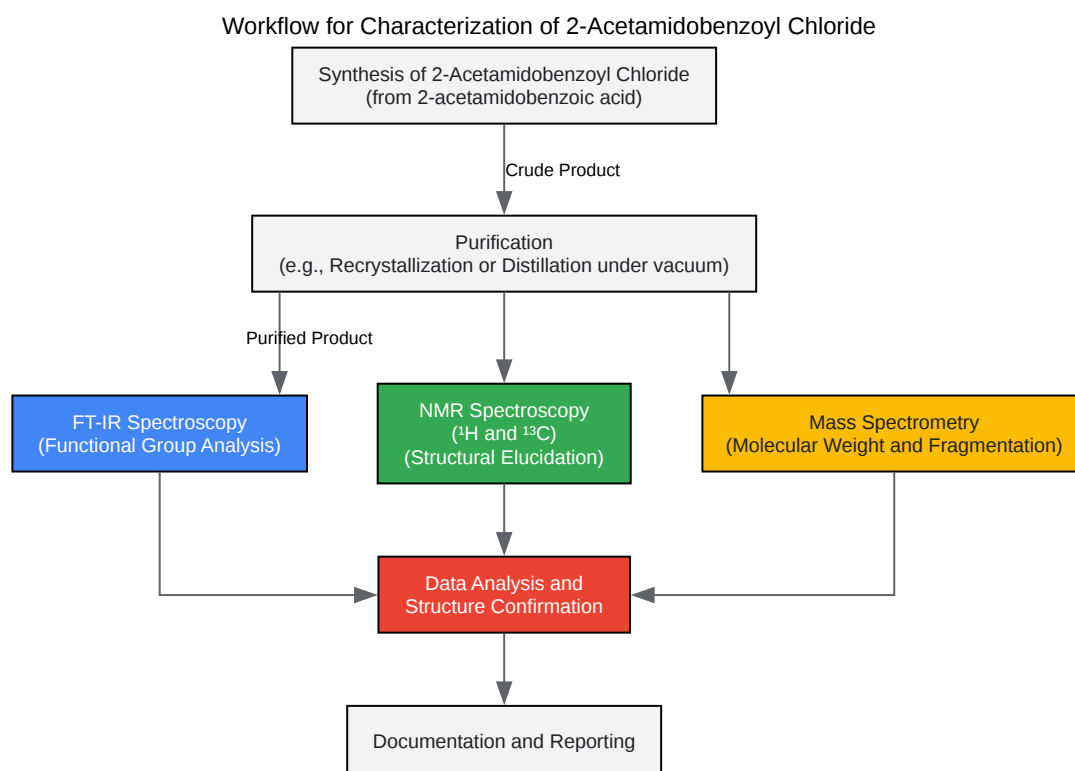 Workflow for Characterization of 2-Acetamidobenzoyl Chloride
Synthesis of 2-Acetamidobenzoyl Chloride
(from 2-acetamidobenzoic acid)
Crude Product
Purification
(e.g., Recrystallization or Distillation under vacuum)
Purified Product
FT-IR Spectroscopy
(Functional Group Analysis)
NMR Spectroscopy
(¹H and ¹³C)
(Structural Elucidation)
Mass Spectrometry
(Molecular Weight and Fragmentation)
Data Analysis and
Structure Confirmation
Documentation and Reporting